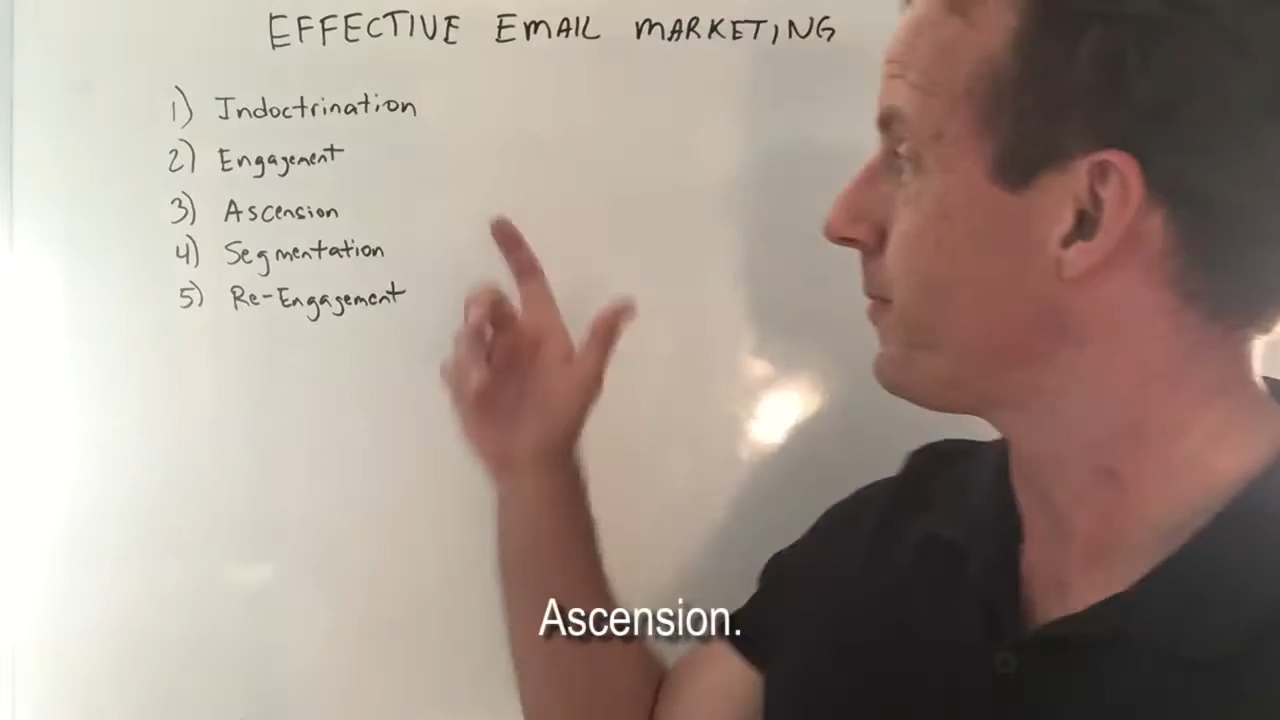 EFFECTIVE EMAIL MARKETING
1) Indoctrination
2) Engagement
3) Ascension
4) Segmentation
5) Re-Engagement
Ascension.